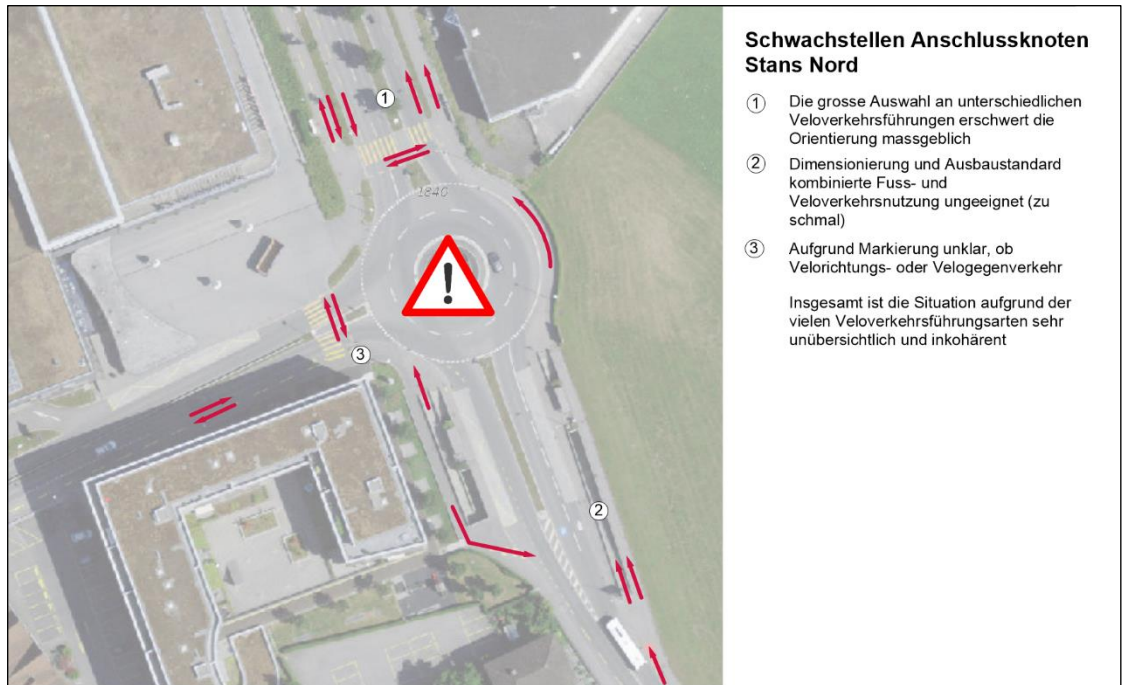 Schwachstellen Anschlussknoten
Stans Nord
1 Die grosse Auswahl an unterschiedlichen
Veloverkehrsführungen erschwert die
Orientierung massgeblich
2 Dimensionierung und Ausbaustandard
kombinierte Fuss- und
Veloverkehrsnutzung ungeeignet (zu
schmal)
3 Aufgrund Markierung unklar, ob
Velorichtungs- oder Velogegenverkehr
Insgesamt ist die Situation aufgrund der
vielen Veloverkehrsführungsarten sehr
unübersichtlich und inkohärent
1
1840
!
3
2